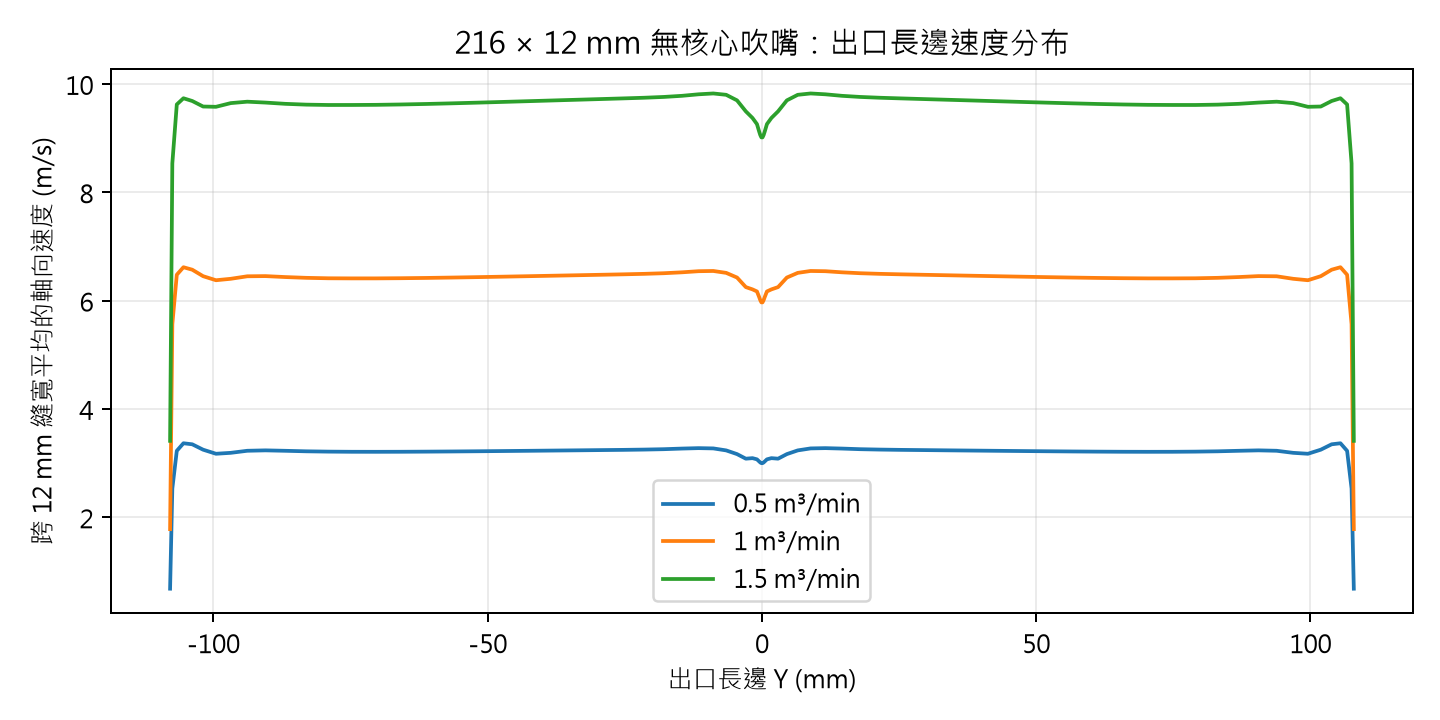 216 × 12 mm 無核心吹嘴：出口長邊速度分布
跨 12 mm 縫寬平均的軸向速度 (m/s)
10
8
6
4
2
0.5 m³/min
1 m³/min
1.5 m³/min
-100
-50
0
50
100
出口長邊 Y (mm)